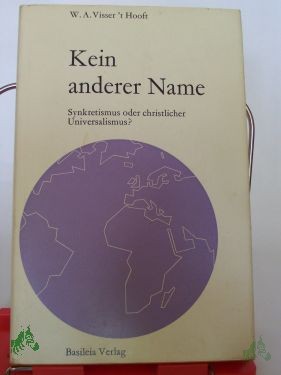 W. A. Visser 't Hooft
Kein
anderer Name
Synkretismus oder christlicher
Universalismus?
Basileia Verlag